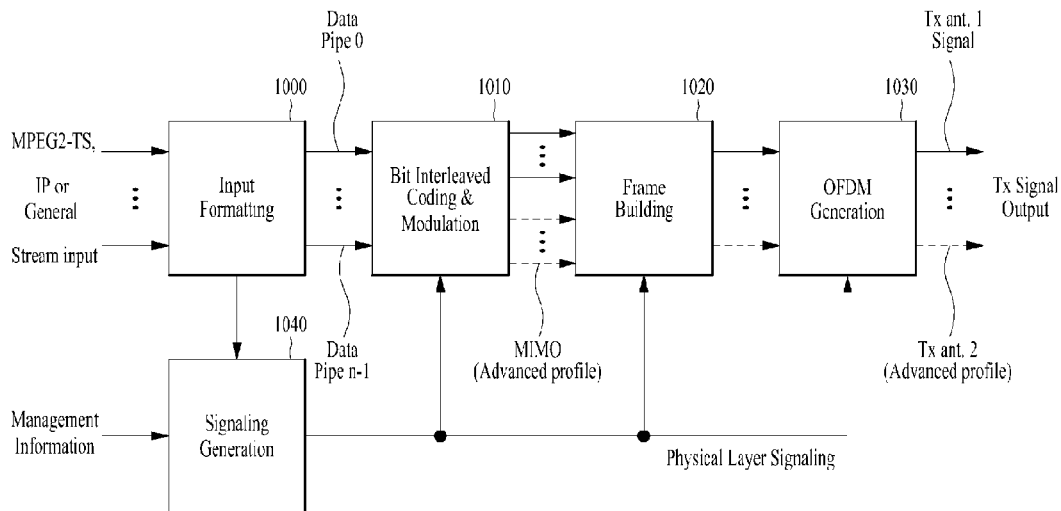 Data
Pipe 0
Tx ant. 1
Signal
1000
1010
1020
1030
MPEG2-TS,
IP or
General
Stream input
Input
Formatting
Bit Interleaved
Coding &
Modulation
Frame
Building
OFDM
Generation
Tx Signal
Output
1040
Data
Pipe n-1
MIMO
(Advanced profile)
Tx ant. 2
(Advanced profile)
Management
Information
Signaling
Generation
Physical Layer Signaling